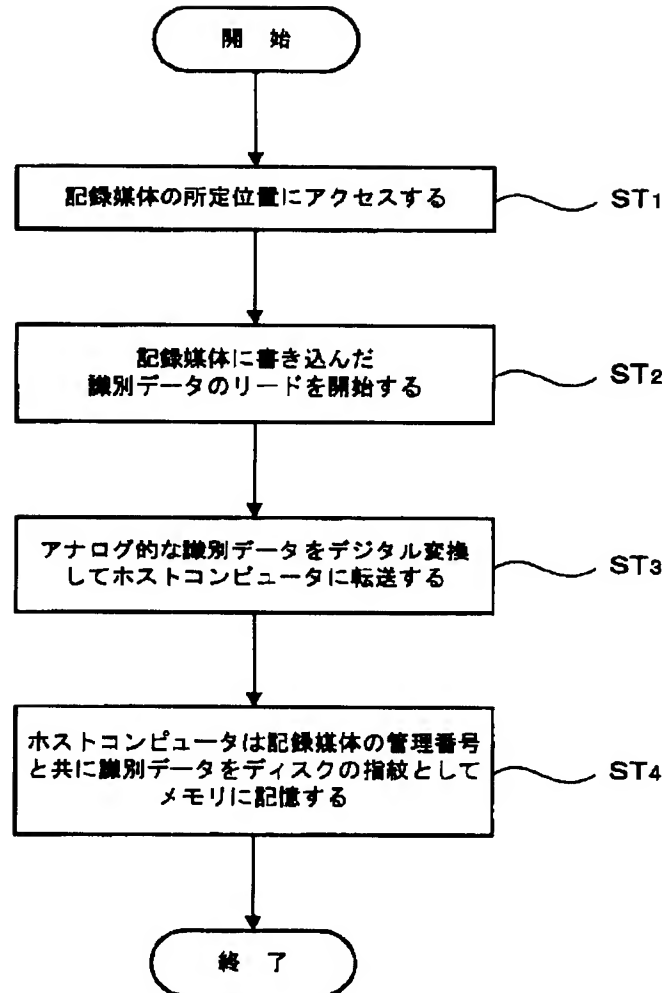 開 始
記録媒体の所定位置にアクセスする
ST1
記録媒体に書き込んだ
識別データのリードを開始する
ST2
アナログ的な識別データをデジタル変換
してホストコンピュータに転送する
ST3
ホストコンピュータは記録媒体の管理番号
と共に識別データをディスクの指紋として
メモリに記憶する
ST4
終 了